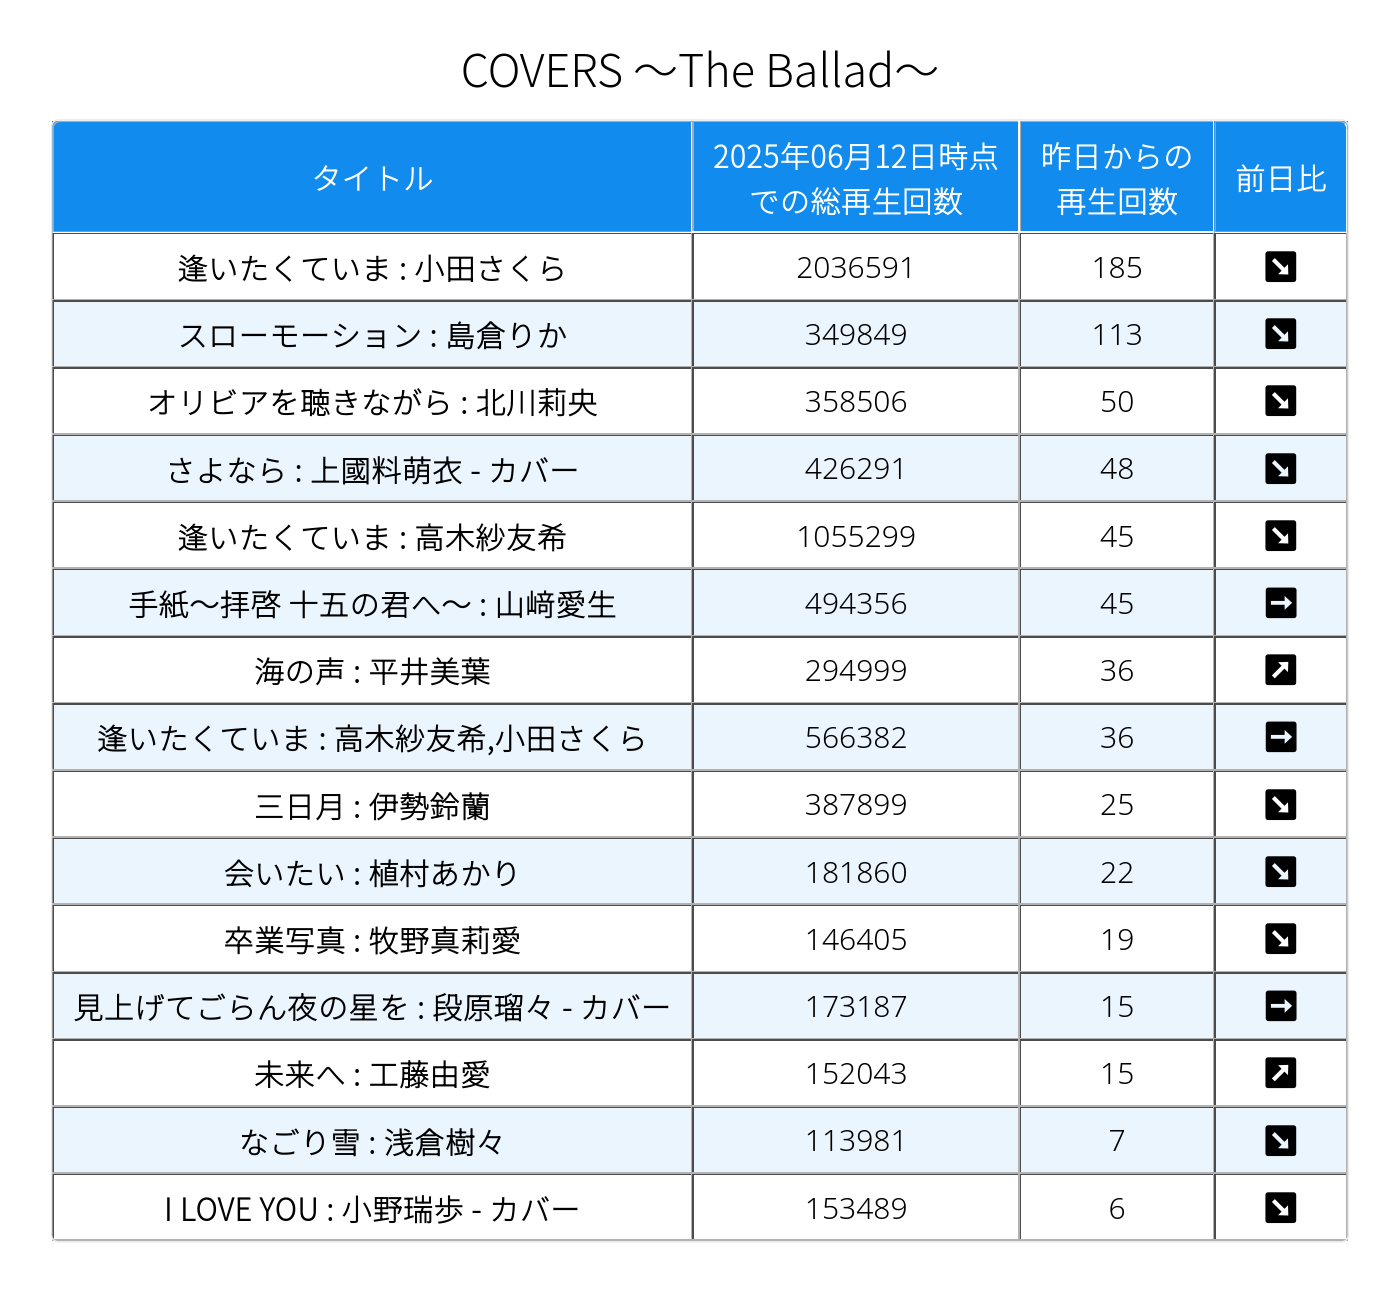 COVERS ～The Ballad～
タイトル
2025年06月12日時点
での総再生回数
昨日からの
再生回数
前日比
逢いたくていま : 小田さくら 2036591 185 ↘
スローモーション : 島倉りか 349849 113 ↘
オリビアを聴きながら : 北川莉央 358506 50 ↘
さよなら : 上國料萌衣 - カバー 426291 48 ↘
逢いたくていま : 高木紗友希 1055299 45 ↘
手紙～拝啓 十五の君へ～ : 山﨑愛生 494356 45 →
海の声 : 平井美葉 294999 36 ↗
逢いたくていま : 高木紗友希,小田さくら 566382 36 →
三日月 : 伊勢鈴蘭 387899 25 ↘
会いたい : 植村あかり 181860 22 ↘
卒業写真 : 牧野真莉愛 146405 19 ↘
見上げてごらん夜の星を : 段原瑠々 - カバー 173187 15 →
未来へ : 工藤由愛 152043 15 ↗
なごり雪 : 浅倉樹々 113981 7 ↘
I LOVE YOU : 小野瑞歩 - カバー 153489 6 ↘